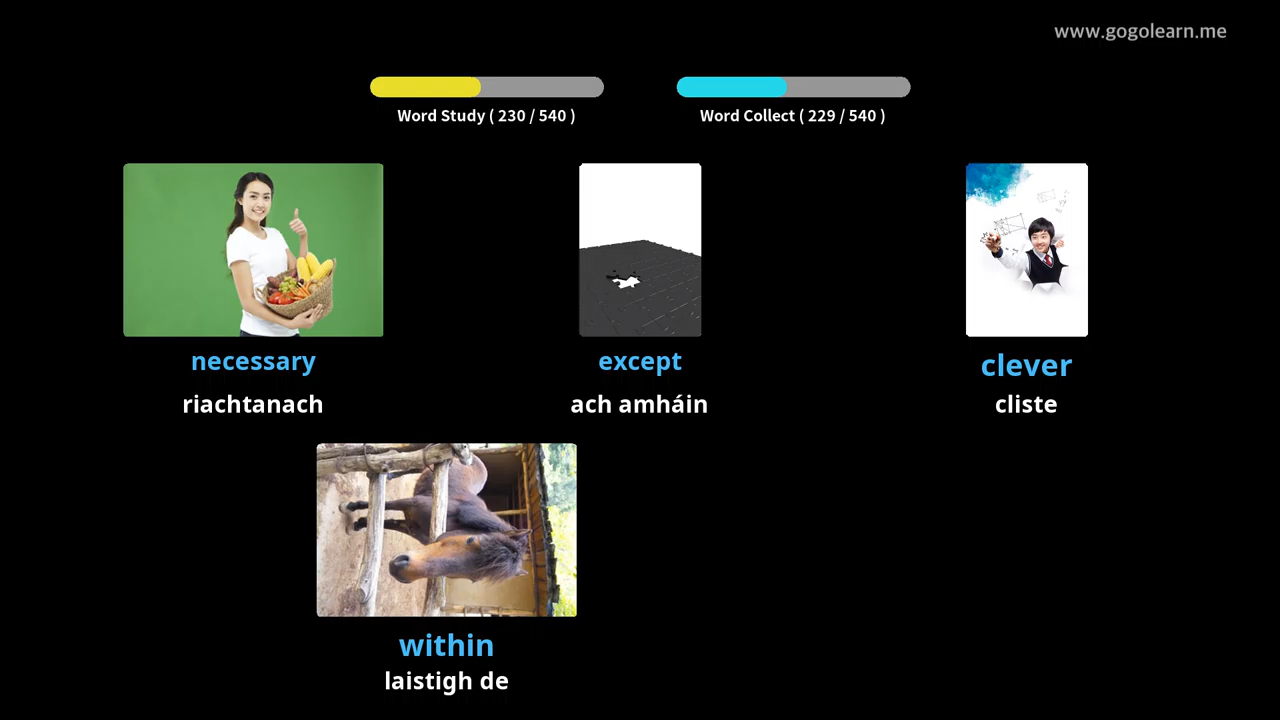 www.gogolearn.me
Word Study ( 230 / 540 )
Word Collect ( 229 / 540 )
necessary
riachtanach
except
ach amháin
clever
cliste
within
laistigh de